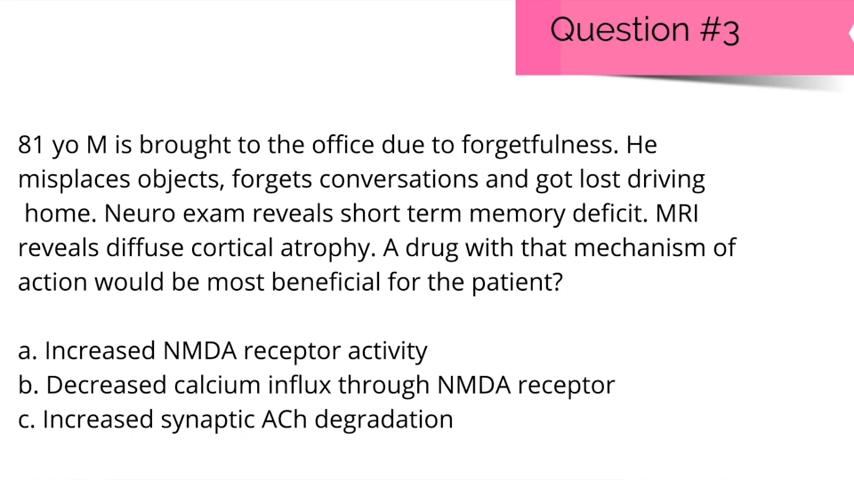 Question #3
81 yo M is brought to the office due to forgetfulness. He
misplaces objects, forgets conversations and got lost driving
home. Neuro exam reveals short term memory deficit. MRI
reveals diffuse cortical atrophy. A drug with that mechanism of
action would be most beneficial for the patient?
a. Increased NMDA receptor activity
b. Decreased calcium influx through NMDA receptor
c. Increased synaptic ACh degradation